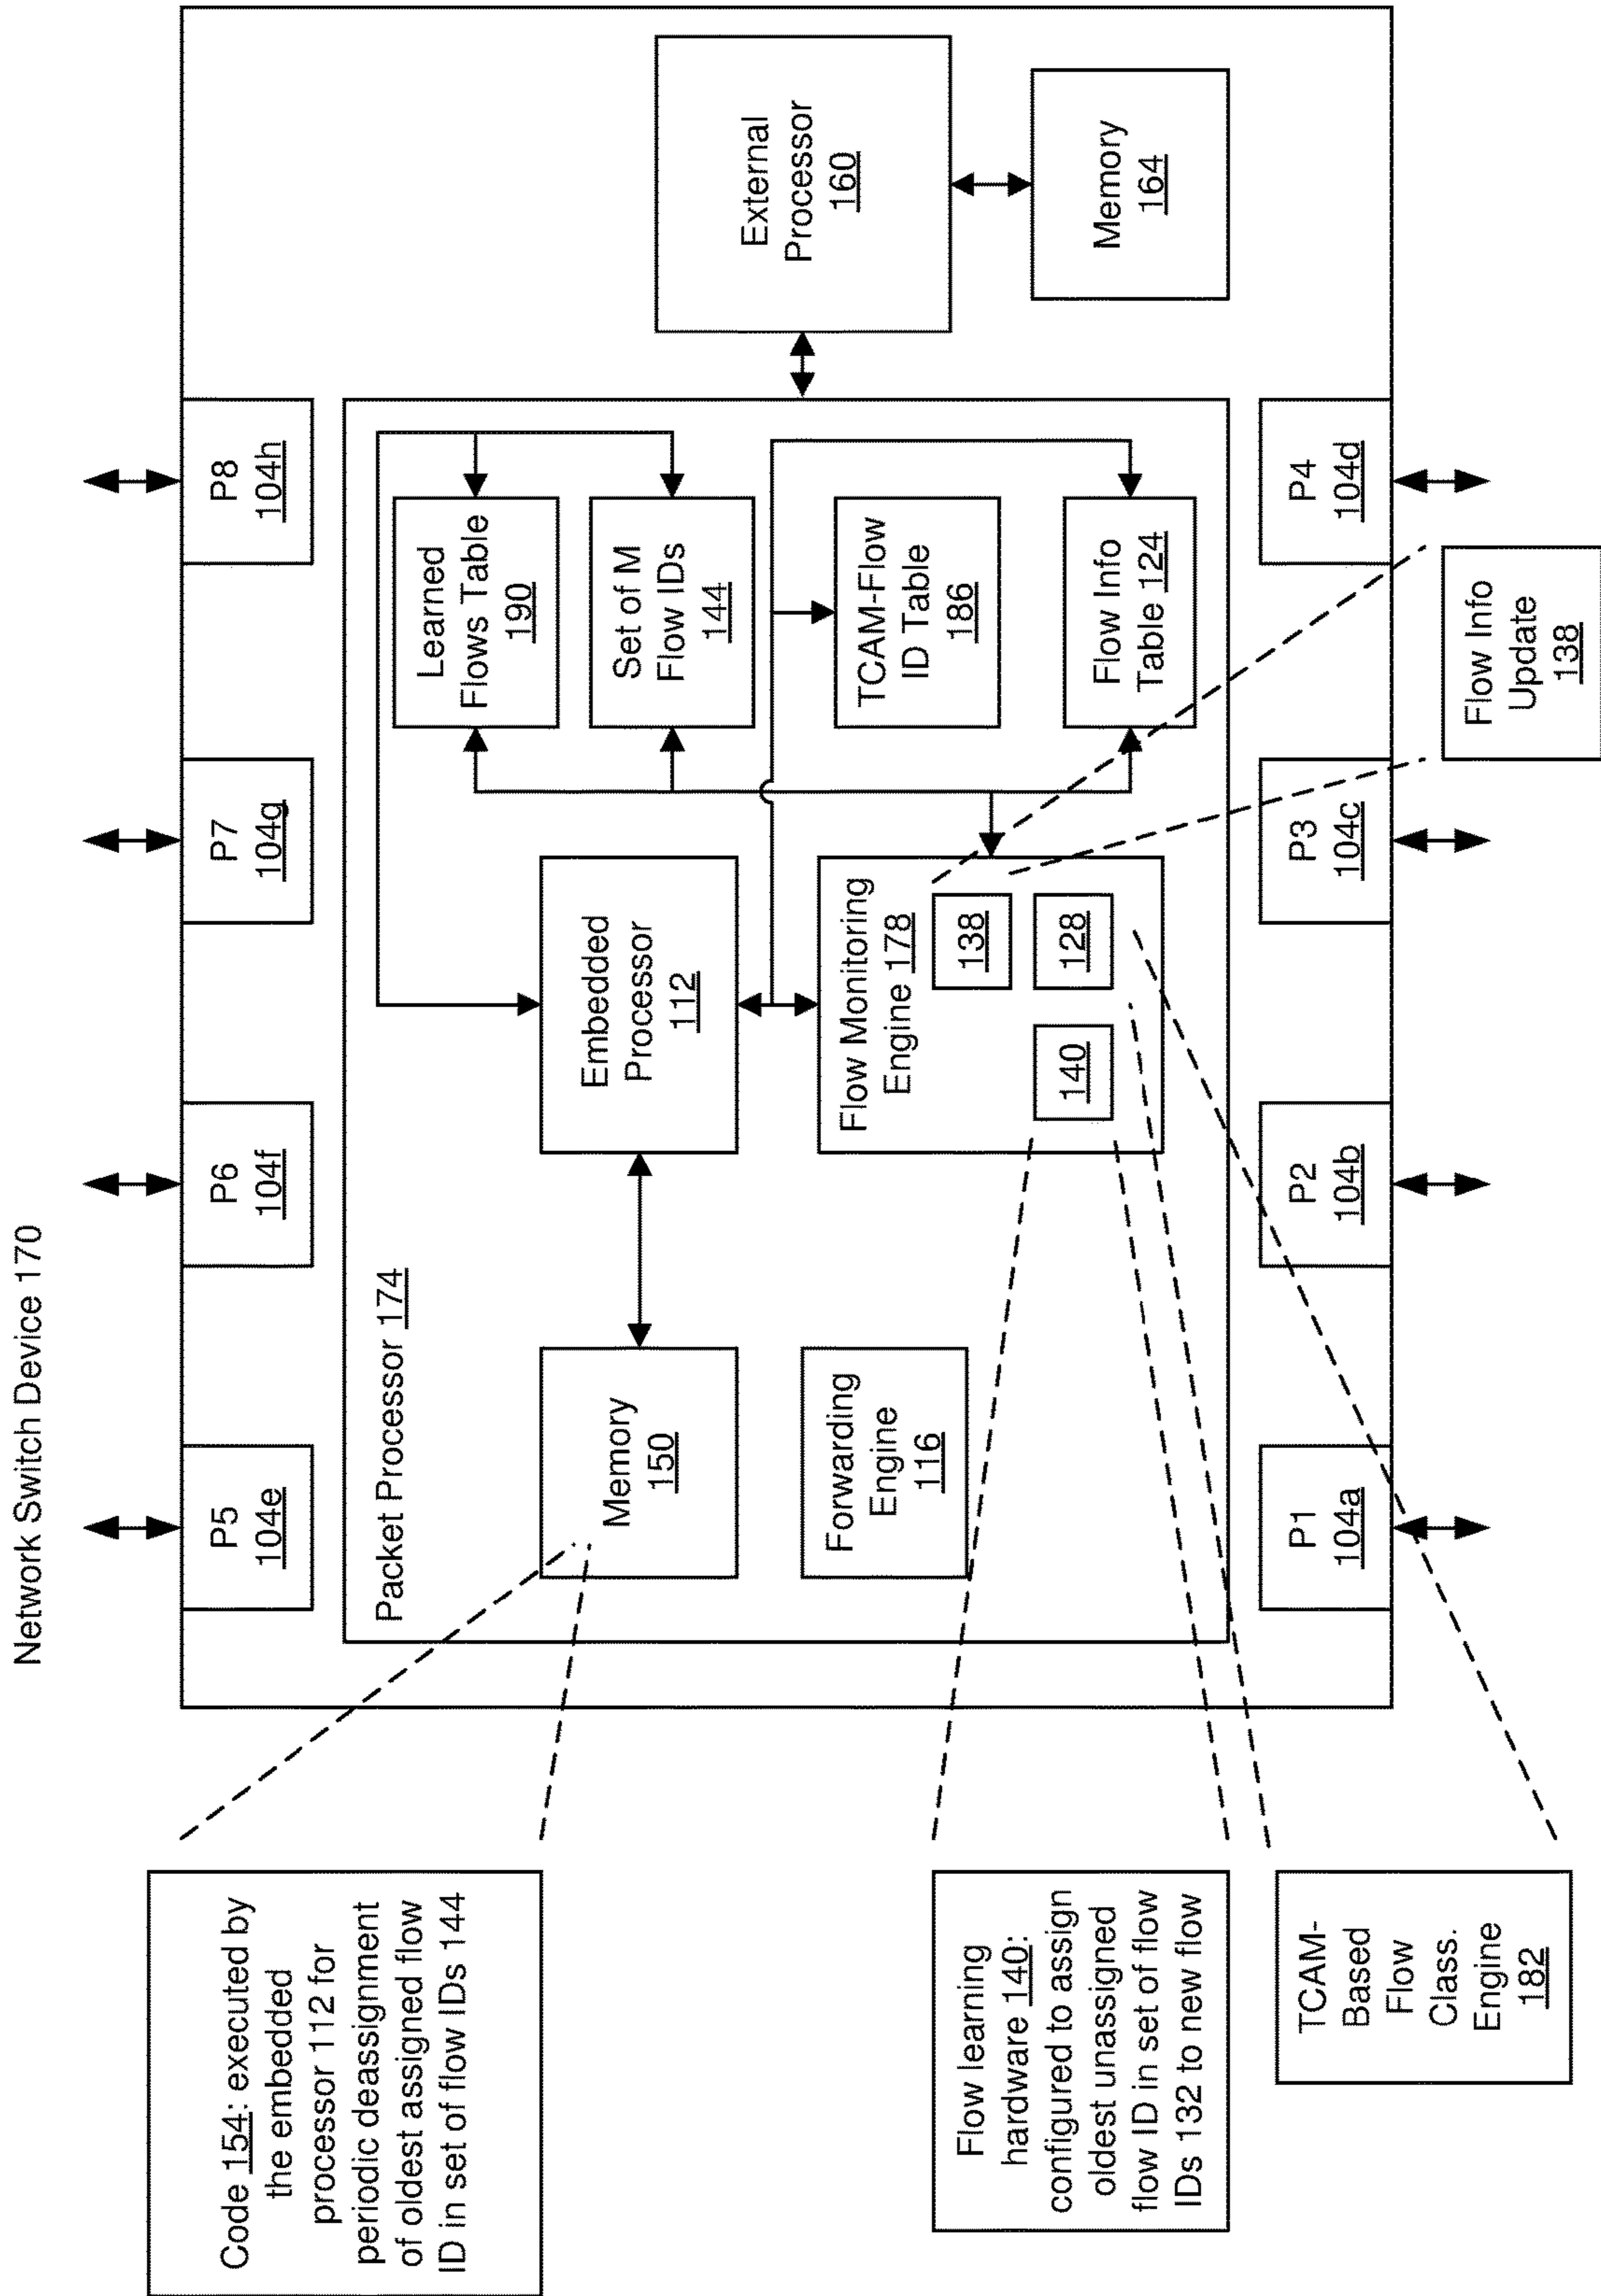 Network Switch Device 170
P5
104e
P6
104f
P7
104g
P8
104h
Code 154: executed by
the embedded
processor 112 for
periodic deassignment
of oldest assigned flow
ID in set of flow IDs 144
Packet Processor 174
Memory
150
Embedded
Processor
112
Learned
Flows Table
190
Set of M
Flow IDs
144
External
Processor
160
Memory
164
Forwarding
Engine
116
Flow Monitoring
Engine 178
138
140
128
TCAM-Flow
ID Table
186
Flow Info
Table 124
Flow learning
hardware 140:
configured to assign
oldest unassigned
flow ID in set of flow
IDs 132 to new flow
P1
104a
P2
104b
P3
104c
P4
104d
TCAM-
Based
Flow
Class.
Engine
182
Flow Info
Update
138